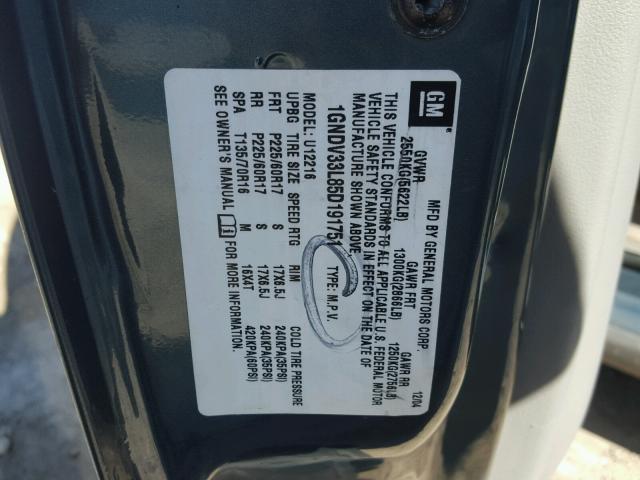 GM
MFD BY GENERAL MOTORS CORP 12/04
GVWR GAWR FRT GAWR RR
2550KG(5622LB) 1300KG(2866LB) 1250KG(2756LB)
THIS VEHICLE CONFORMS TO ALL APPLICABLE U.S. FEDERAL MOTOR
VEHICLE SAFETY STANDARDS IN EFFECT ON THE DATE OF
MANUFACTURE SHOWN ABOVE.
1GNDV33L85D191751 TYPE: M.P.V.
MODEL: U12216
UPBG TIRE SIZE SPEED RTG RIM COLD TIRE PRESSURE
FRT P225/60R17 S 17X6.5J 240KPA(35PSI)
RR P225/60R17 S 17X6.5J 240KPA(35PSI)
SPA T135/70R16 M 16X4T 420KPA(60PSI)
SEE OWNER'S MANUAL FOR MORE INFORMATION